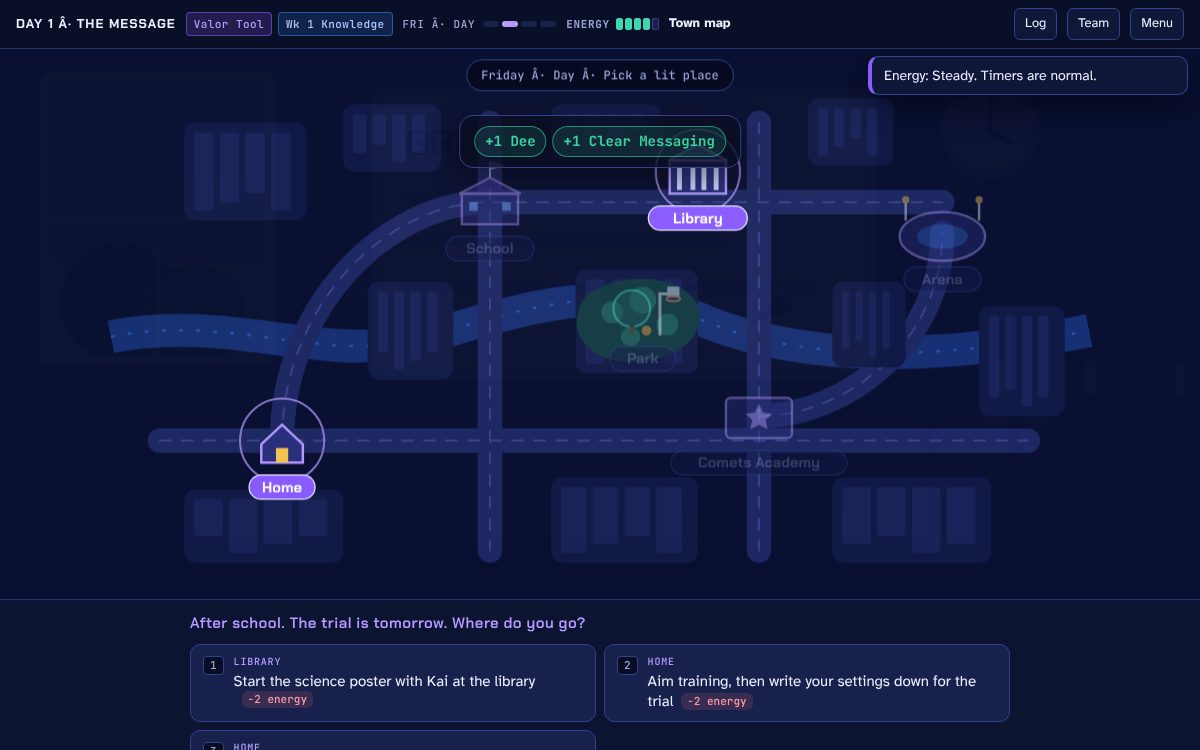 DAY 1 Â· THE MESSAGE
Valor Tool
Wk 1 Knowledge
FRI Â· DAY
ENERGY
Town map
Log
Team
Menu
Friday Â· Day Â· Pick a lit place
Energy: Steady. Timers are normal.
+1 Dee
+1 Clear Messaging
Library
School
Arena
Park
Comets Academy
Home
After school. The trial is tomorrow. Where do you go?
1
LIBRARY
Start the science poster with Kai at the library
-2 energy
2
HOME
Aim training, then write your settings down for the
trial -2 energy
3
HOME